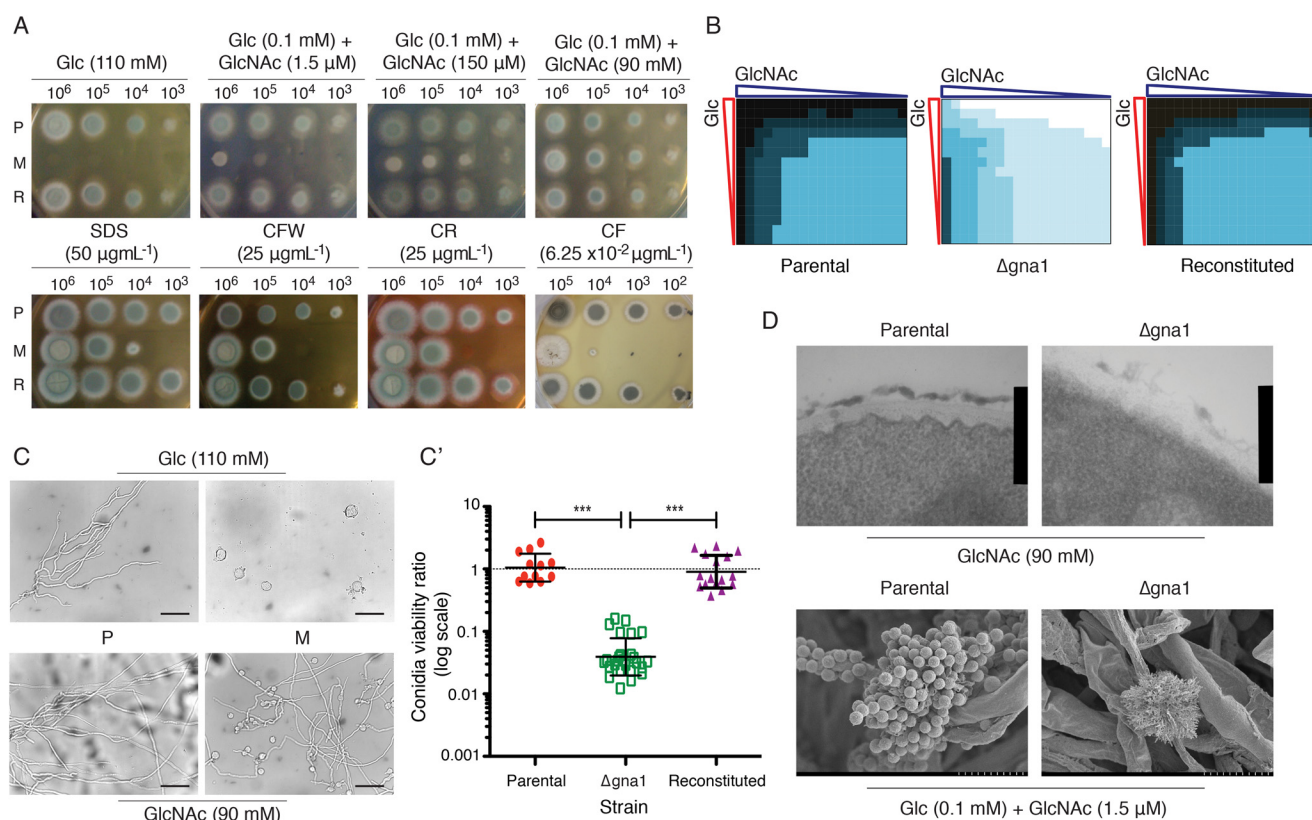 A
Glc (110 mM)
Glc (0.1 mM) +
GlcNAc (1.5 µM)
Glc (0.1 mM) +
GlcNAc (150 µM)
Glc (0.1 mM) +
GlcNAc (90 mM)
10⁶ 10⁵ 10⁴ 10³
10⁶ 10⁵ 10⁴ 10³
10⁶ 10⁵ 10⁴ 10³
10⁶ 10⁵ 10⁴ 10³
P
M
R
SDS
(50 µgmL⁻¹)
CFW
(25 µgmL⁻¹)
CR
(25 µgmL⁻¹)
CF
(6.25 x10⁻² µgmL⁻¹)
10⁶ 10⁵ 10⁴ 10³
10⁶ 10⁵ 10⁴ 10³
10⁶ 10⁵ 10⁴ 10³
10⁵ 10⁴ 10³ 10²
P
M
R
B
GlcNAc
Glc
Parental
GlcNAc
Glc
Δgna1
GlcNAc
Glc
Reconstituted
C
Glc (110 mM)
P
M
GlcNAc (90 mM)
C'
Conidia viability ratio
(log scale)
10
1
0.1
0.01
0.001
***
***
Parental
Δgna1
Reconstituted
Strain
D
Parental
Δgna1
GlcNAc (90 mM)
Parental
Δgna1
Glc (0.1 mM) + GlcNAc (1.5 µM)